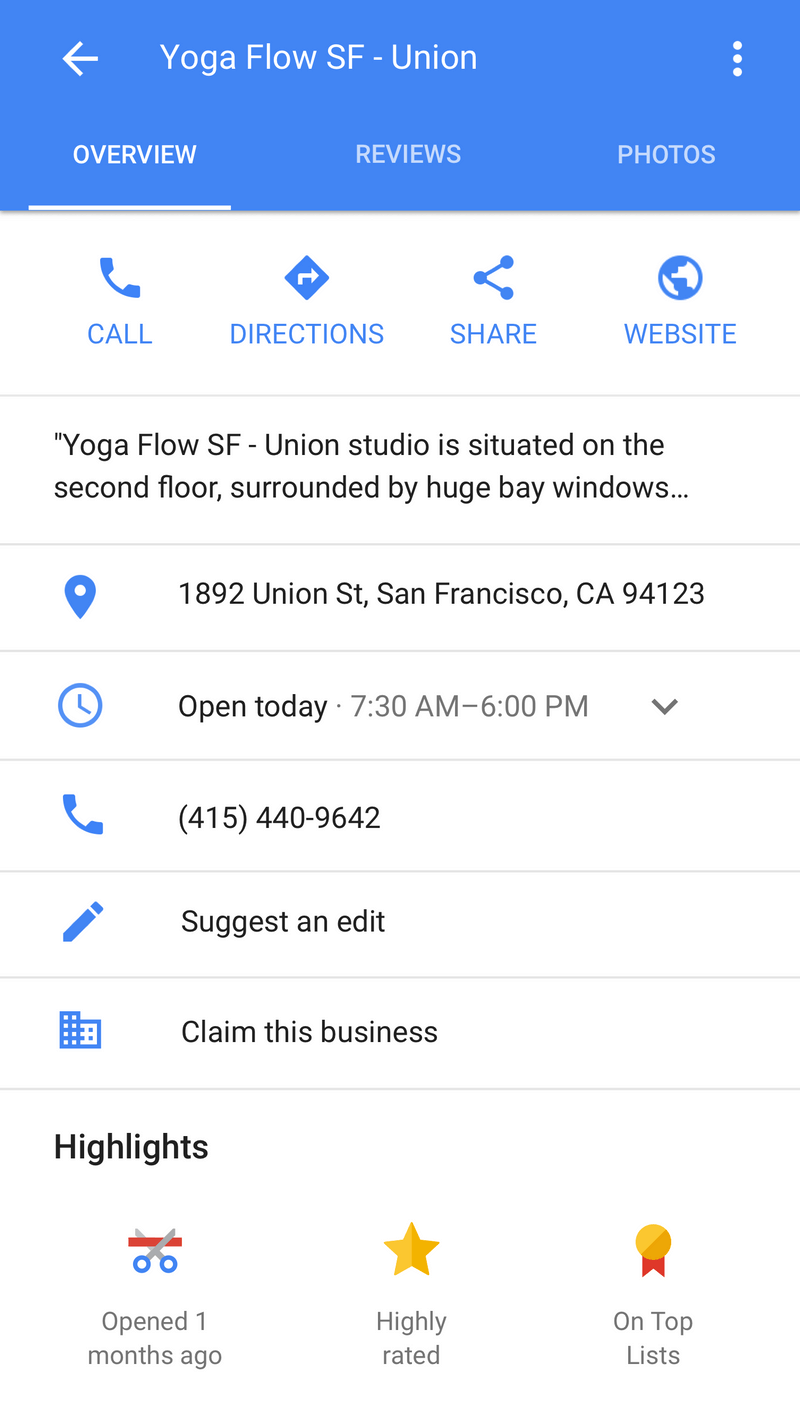 Yoga Flow SF - Union
OVERVIEW REVIEWS PHOTOS
CALL DIRECTIONS SHARE WEBSITE
"Yoga Flow SF - Union studio is situated on the
second floor, surrounded by huge bay windows...
1892 Union St, San Francisco, CA 94123
Open today · 7:30 AM–6:00 PM
(415) 440-9642
Suggest an edit
Claim this business
Highlights
Opened 1
months ago
Highly
rated
On Top
Lists